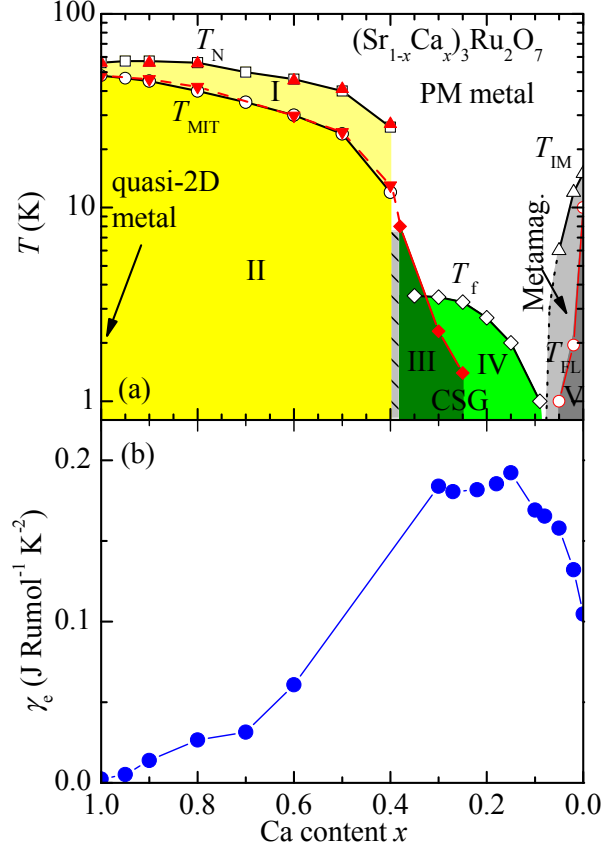 100
T_N
(Sr_{1-x}Ca_x)_3Ru_2O_7
I
PM metal
T_MIT
T_IM
quasi-2D
metal
10
T (K)
Metamag.
II
T_f
III
IV
T_FL
V
CSG
1
(a)
(b)
0.2
0.1
γ_e (J Rumol^{-1} K^{-2})
0.0
1.0 0.8 0.6 0.4 0.2 0.0
Ca content x